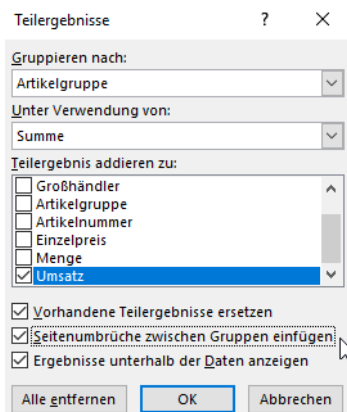 Teilergebnisse ?
Gruppieren nach:
Artikelgruppe
Unter Verwendung von:
Summe
Teilergebnis addieren zu:
Großhändler
Artikelgruppe
Artikelnummer
Einzelpreis
Menge
Umsatz
Vorhandene Teilergebnisse ersetzen
Seitenumbrüche zwischen Gruppen einfügen
Ergebnisse unterhalb der Daten anzeigen
Alle entfernen OK Abbrechen